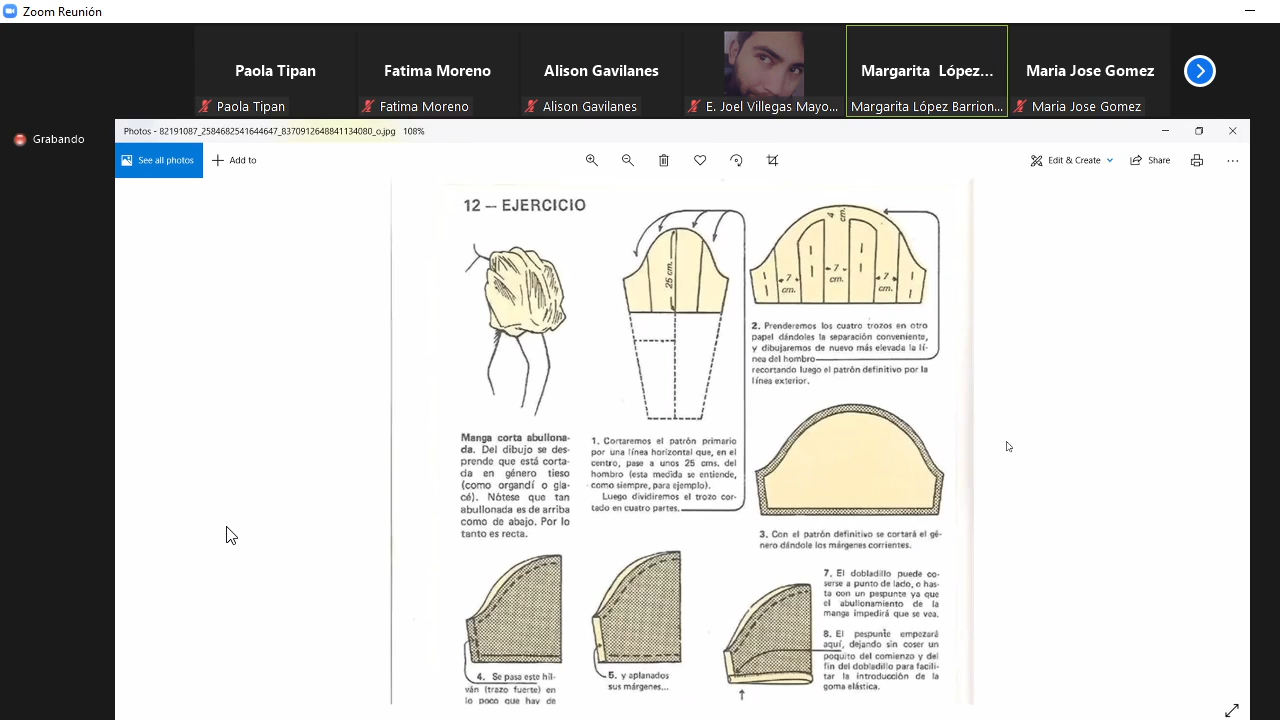 Zoom Reunión
Paola Tipan
Fatima Moreno
Alison Gavilanes
Margarita López...
Maria Jose Gomez
Paola Tipan
Fatima Moreno
Alison Gavilanes
E. Joel Villegas Mayo...
Margarita López Barrion...
Maria Jose Gomez
Grabando
Photos - 82191087_2584682541644647_8370912648841134080_o.jpg 108%
See all photos
Add to
Edit & Create
Share
12 — EJERCICIO
25 cm.
4 cm.
7 cm.
7 cm.
7 cm.
Manga corta abullona-
da. Del dibujo se des-
prende que está corta-
da en género tieso
(como organdí o gla-
cé). Nótese que tan
abullonada es de arriba
como de abajo. Por lo
tanto es recta.
1. Cortaremos el patrón primario
por una línea horizontal que, en el
centro, pase a unos 25 cms. del
hombro (esta medida se entiende,
como siempre, para ejemplo).
Luego dividiremos el trozo cor-
tado en cuatro partes.
2. Prenderemos los cuatro trozos en otro
papel dándoles la separación conveniente,
y dibujaremos de nuevo más elevada la lí-
nea del hombro
recortando luego el patrón definitivo por la
línea exterior.
3. Con el patrón definitivo se cortará el gé-
nero dándole los márgenes corrientes.
4. Se pasa este hil-
ván (trazo fuerte) en
lo poco que hay de
5. y aplanados
sus márgenes...
7. El dobladillo puede co-
serse a punto de lado, o has-
ta con un pespunte ya que
el abullonamiento de la
manga impedirá que se vea.
8. El pespunte empezará
aquí, dejando sin coser un
poquito del comienzo y del
fin del dobladillo para facili-
tar la introducción de la
goma elástica.